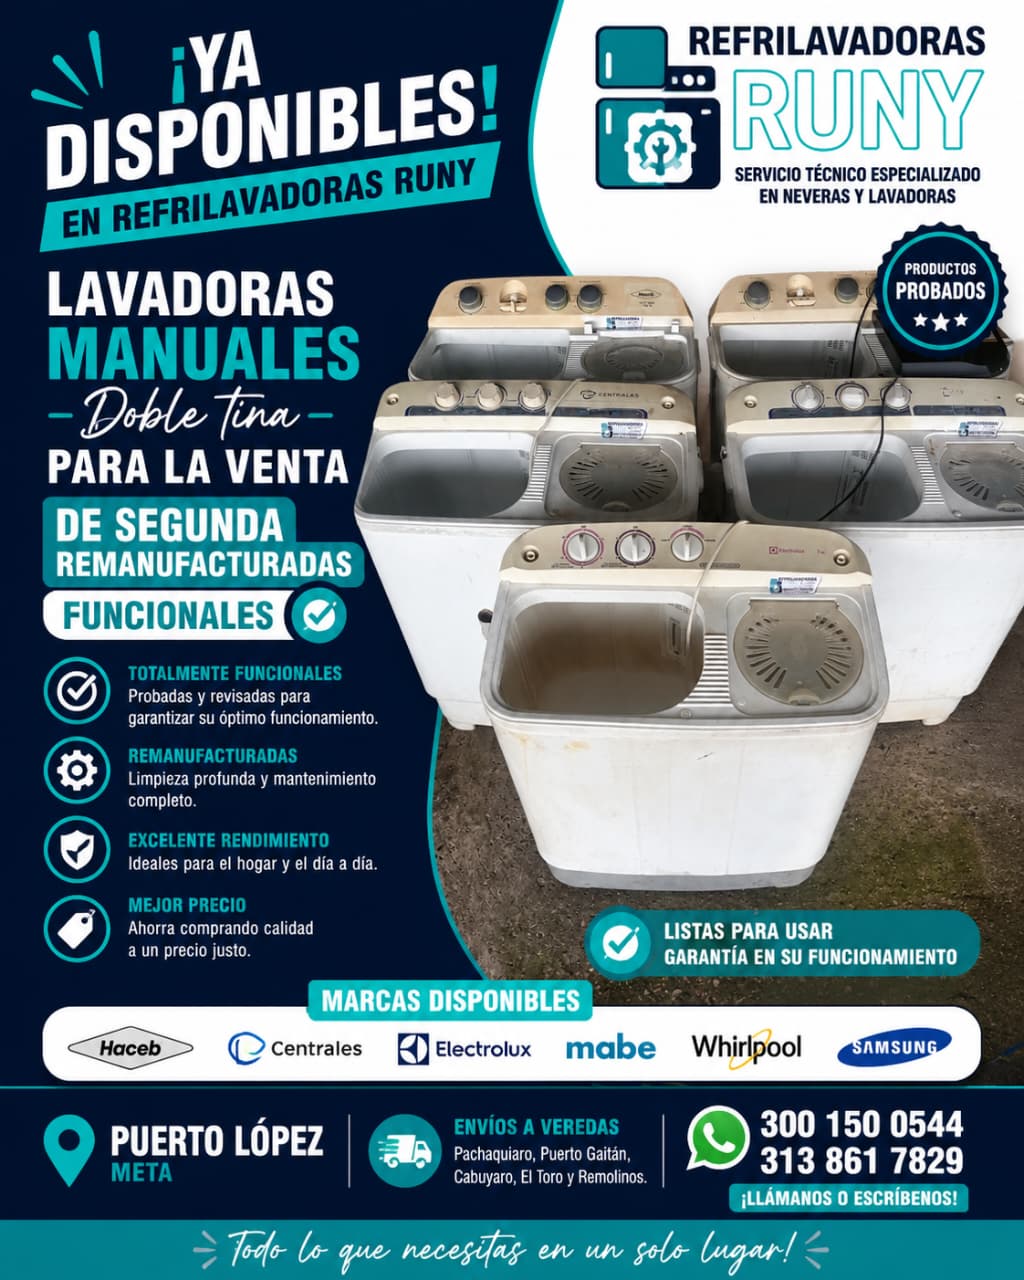 ¡YA
DISPONIBLES!
EN REFRILAVADORAS RUNY
REFRILAVADORAS
RUNY
SERVICIO TÉCNICO ESPECIALIZADO
EN NEVERAS Y LAVADORAS
PRODUCTOS
PROBADOS
LAVADORAS
MANUALES
- Doble tina -
PARA LA VENTA
DE SEGUNDA
REMANUFACTURADAS
FUNCIONALES
Haceb
CENTRALES
Electrolux
TOTALMENTE FUNCIONALES
Probadas y revisadas para
garantizar su óptimo funcionamiento.
REMANUFACTURADAS
Limpieza profunda y mantenimiento
completo.
EXCELENTE RENDIMIENTO
Ideales para el hogar y el día a día.
MEJOR PRECIO
Ahorra comprando calidad
a un precio justo.
LISTAS PARA USAR
GARANTÍA EN SU FUNCIONAMIENTO
MARCAS DISPONIBLES
Haceb Centrales Electrolux mabe Whirlpool SAMSUNG
PUERTO LÓPEZ
META
ENVÍOS A VEREDAS
Pachaquiaro, Puerto Gaitán,
Cabuyaro, El Toro y Remolinos.
300 150 0544
313 861 7829
¡LLÁMANOS O ESCRÍBENOS!
Todo lo que necesitas en un solo lugar!